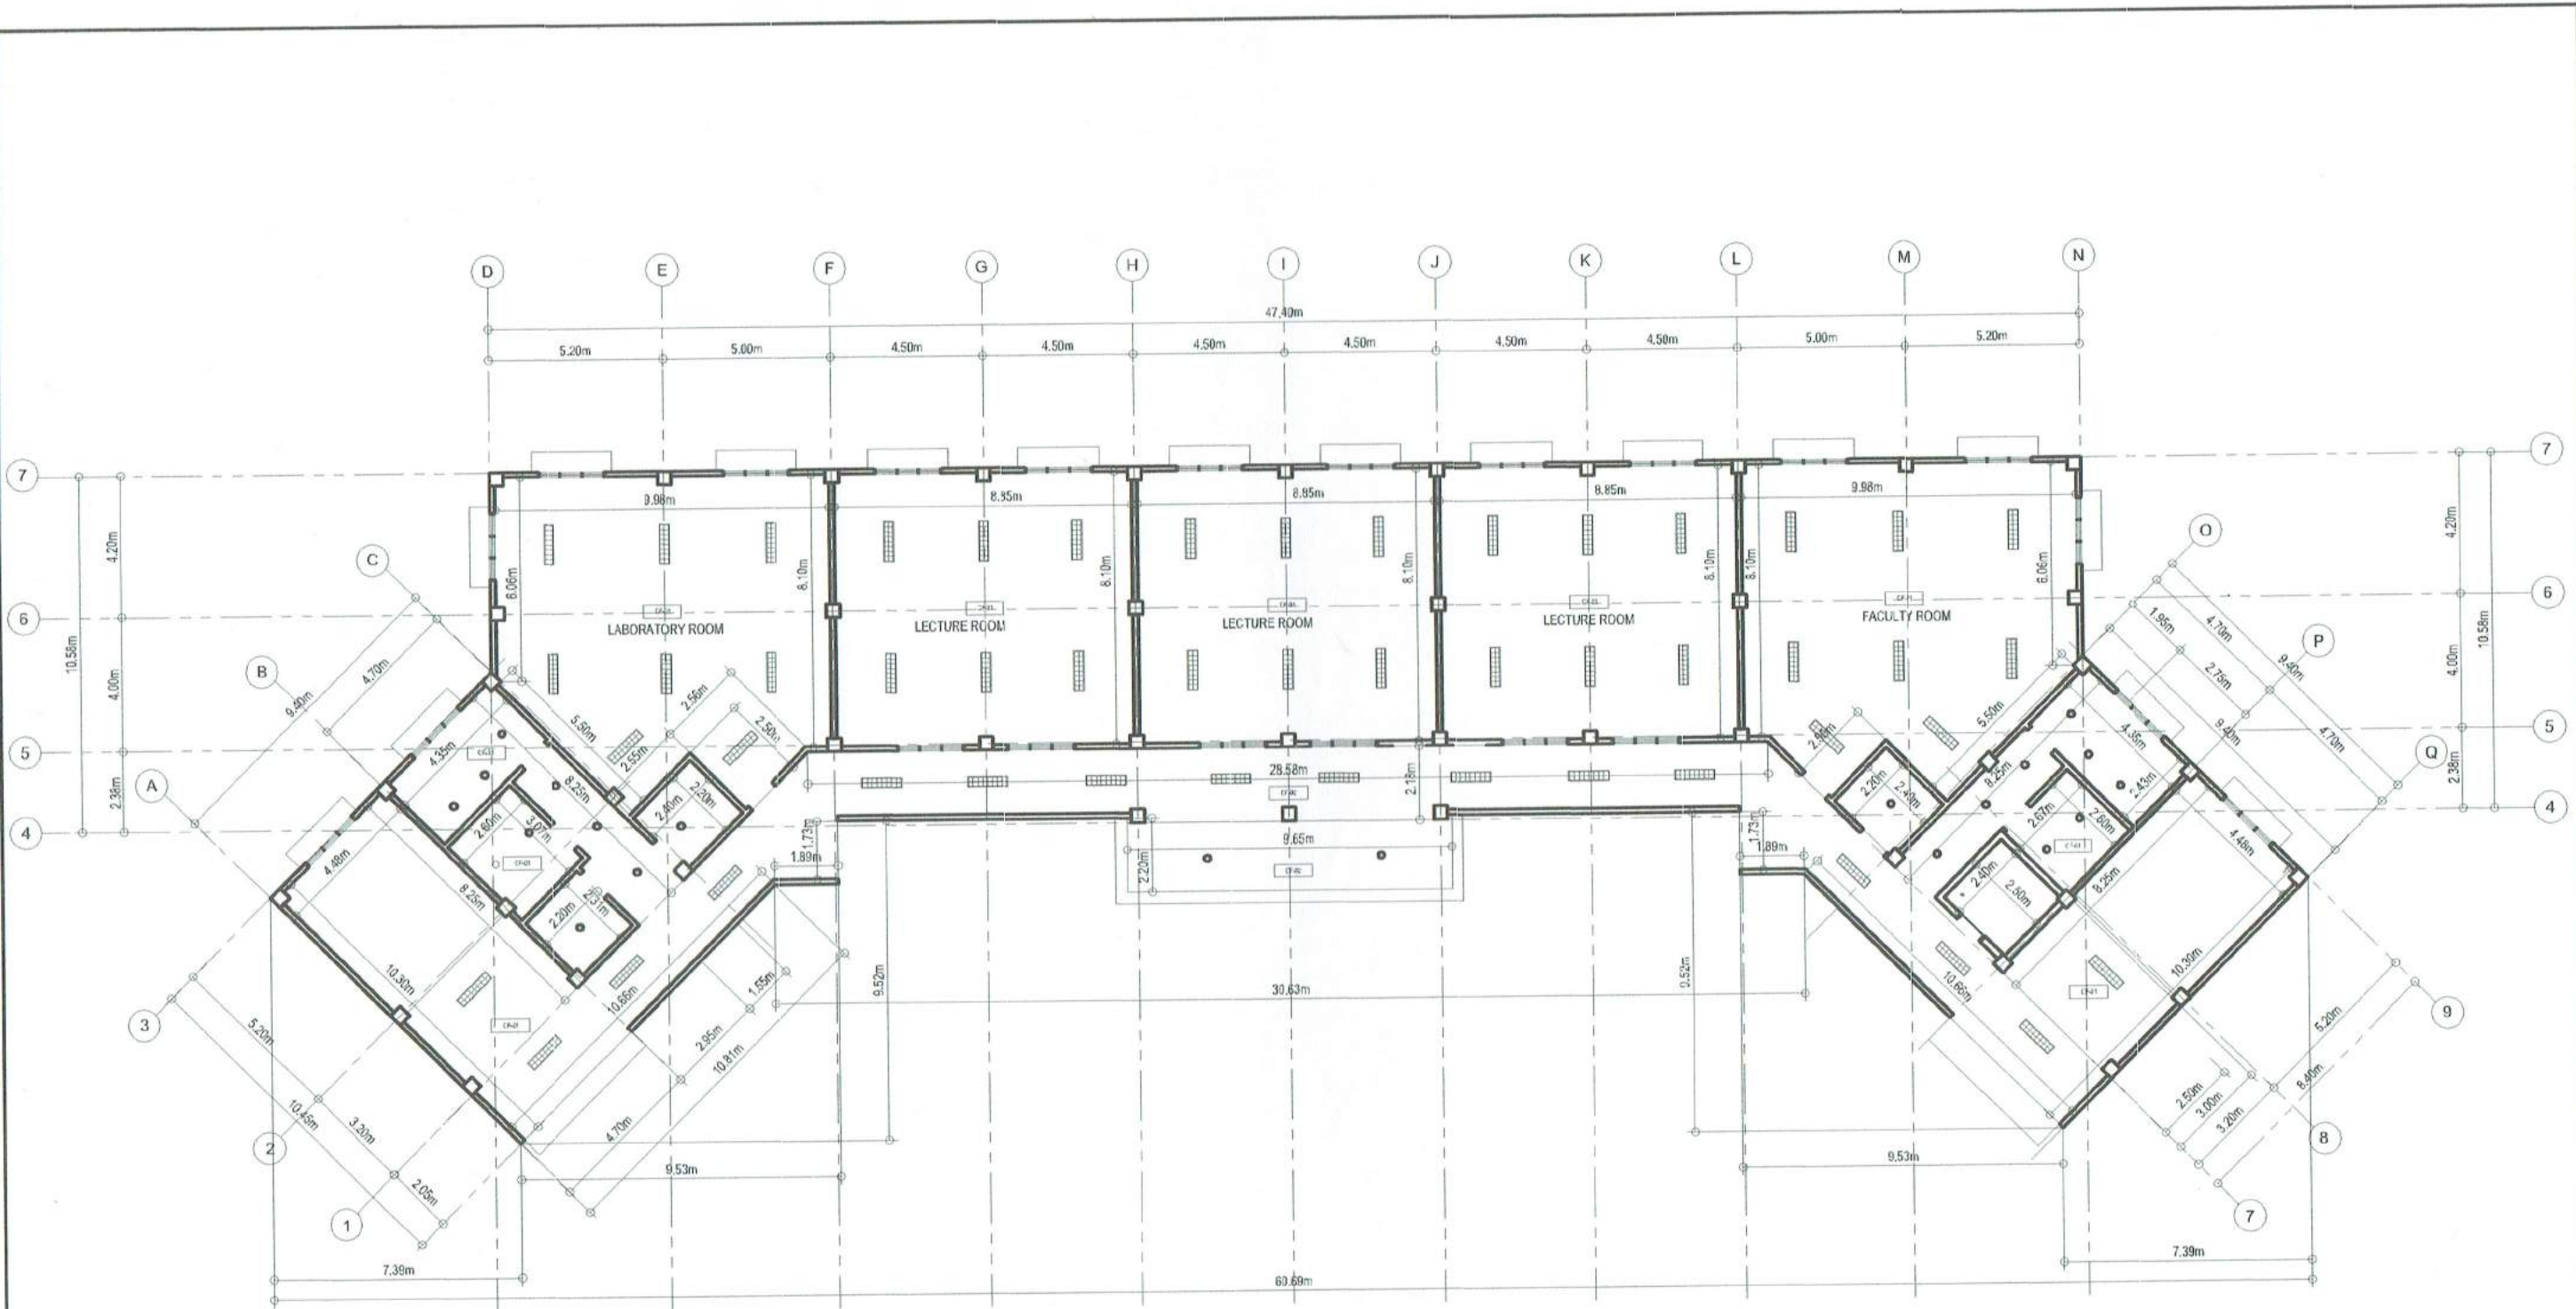 D E F G H I J K L M N
47.40m
5.20m 5.00m 4.50m 4.50m 4.50m 4.50m 4.50m 4.50m 5.00m 5.20m
7 7
9.98m 8.85m 8.85m 8.85m 9.98m
4.20m 4.20m
6.06m 8.10m 8.10m 8.10m 8.10m 8.10m 6.06m
C O
6 6
LABORATORY ROOM LECTURE ROOM LECTURE ROOM LECTURE ROOM FACULTY ROOM
10.58m 10.58m
4.00m 4.00m
1.95m 4.70m
B P
4.70m 9.40m
9.40m 2.75m
2.56m 2.50m
5.50m 5.50m
5 5
4.35m 4.35m
2.55m
9.40m 4.70m
A Q
8.25m 8.25m
28.58m
2.18m
2.40m 2.20m 2.20m 2.40m
2.43m
2.38m 2.38m
4 4
2.60m 3.07m
2.67m 2.60m
1.73m 1.73m
9.65m
1.89m 1.89m
2.20m
4.48m 4.48m
8.25m 8.25m
2.20m 2.31m
2.40m 2.50m
10.30m 10.30m
10.66m 10.66m
1.55m
9.52m 9.52m
30.63m
3 9
5.20m 5.20m
2.95m
10.81m
8.40m
2.50m
3.00m
3.20m
10.45m
3.20m
4.70m
2 8
9.53m 9.53m
2.05m
1 7
7.39m 7.39m
60.69m